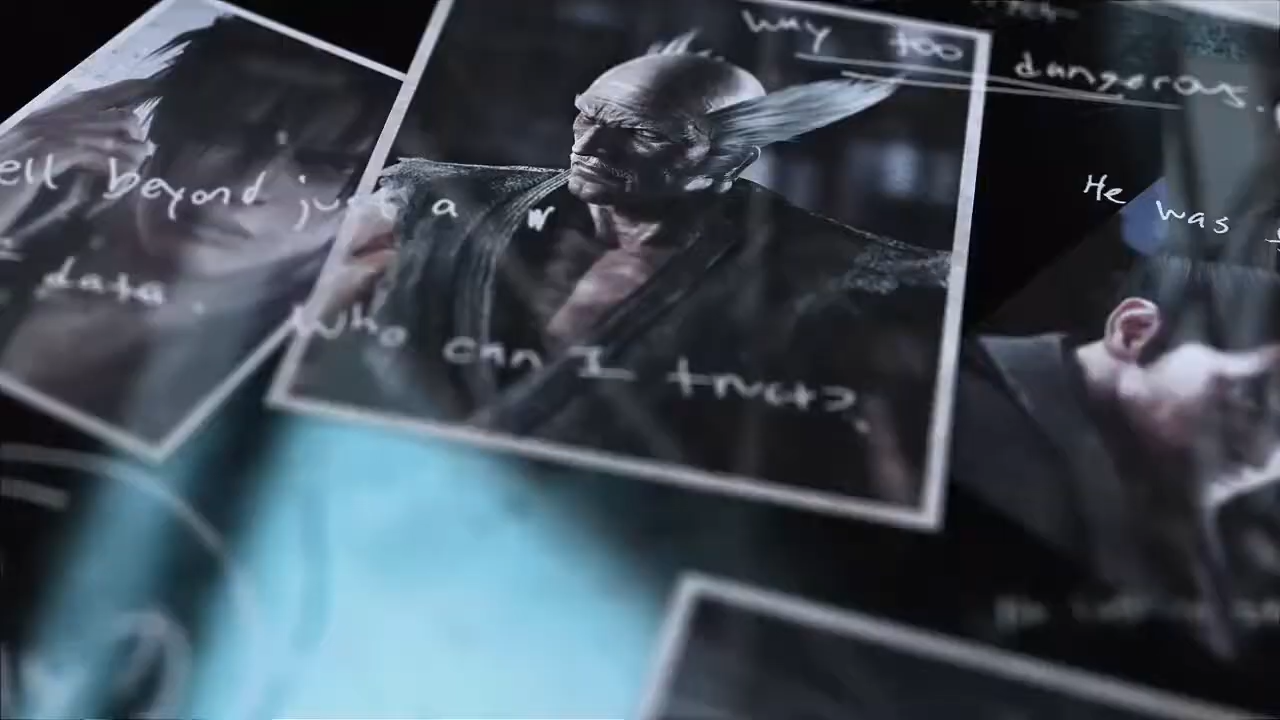 way too dangerous.
ell beyond just a w
data.
Who can I trust?
He was